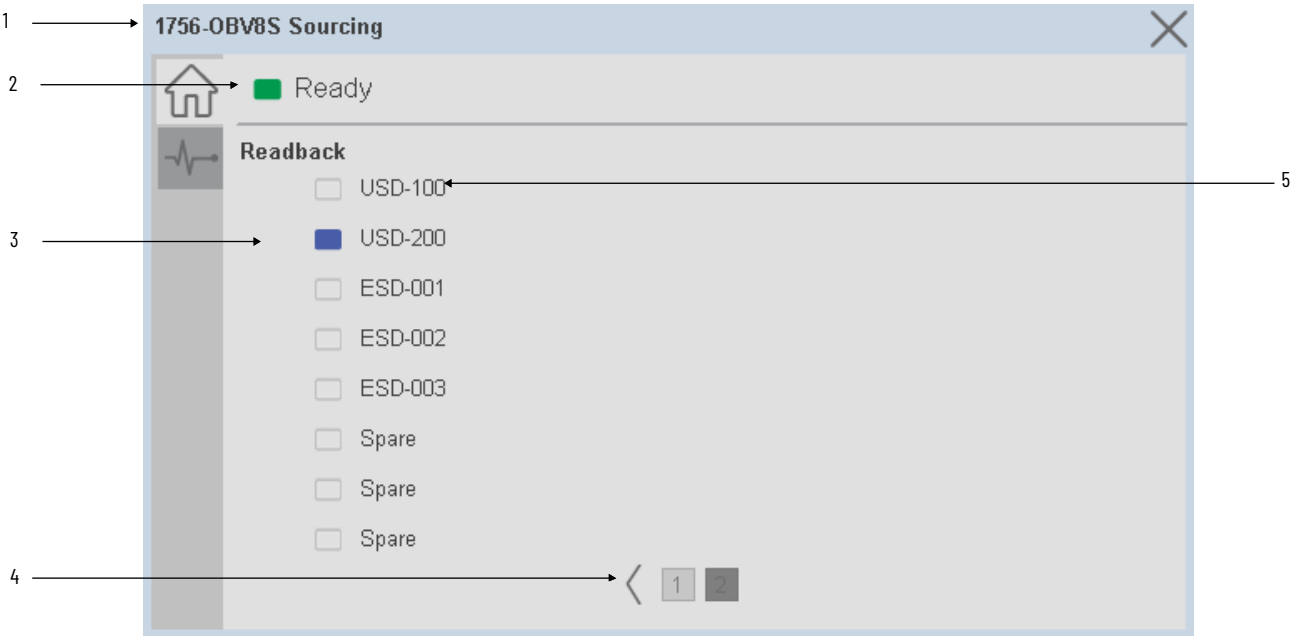 1
1756-OBV8S Sourcing
2
Ready
Readback
USD-100
5
3
USD-200
ESD-001
ESD-002
ESD-003
Spare
Spare
Spare
4
1 2